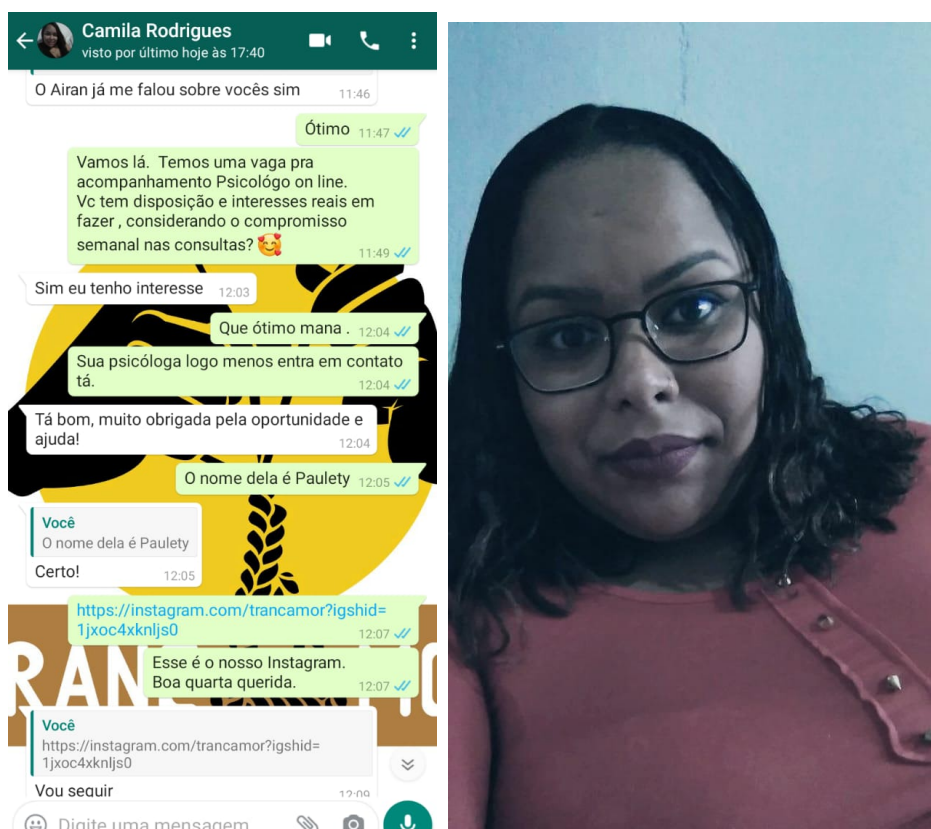 Camila Rodrigues
visto por último hoje às 17:40
O Airan já me falou sobre vocês sim
11:46
Ótimo 11:47
Vamos lá. Temos uma vaga pra
acompanhamento Psicológo on line.
Vc tem disposição e interesses reais em
fazer , considerando o compromisso
semanal nas consultas?🥰
11:49
Sim eu tenho interesse 12:03
Que ótimo mana . 12:04
Sua psicóloga logo menos entra em contato
tá.
12:04
Tá bom, muito obrigada pela oportunidade e
ajuda!
12:04
O nome dela é Paulety 12:05
Você
O nome dela é Paulety
Certo! 12:05
https://instagram.com/trancamor?igshid=
1jxoc4xknljs0
12:07
Esse é o nosso Instagram.
Boa quarta querida. 12:07
Você
https://instagram.com/trancamor?igshid=
1jxoc4xknljs0
Vou seguir 12:09
Digite uma mensagem